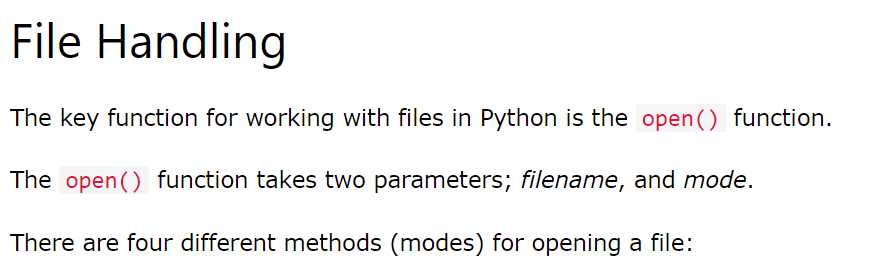 File Handling
The key function for working with files in Python is the open() function.
The open() function takes two parameters; filename, and mode.
There are four different methods (modes) for opening a file: